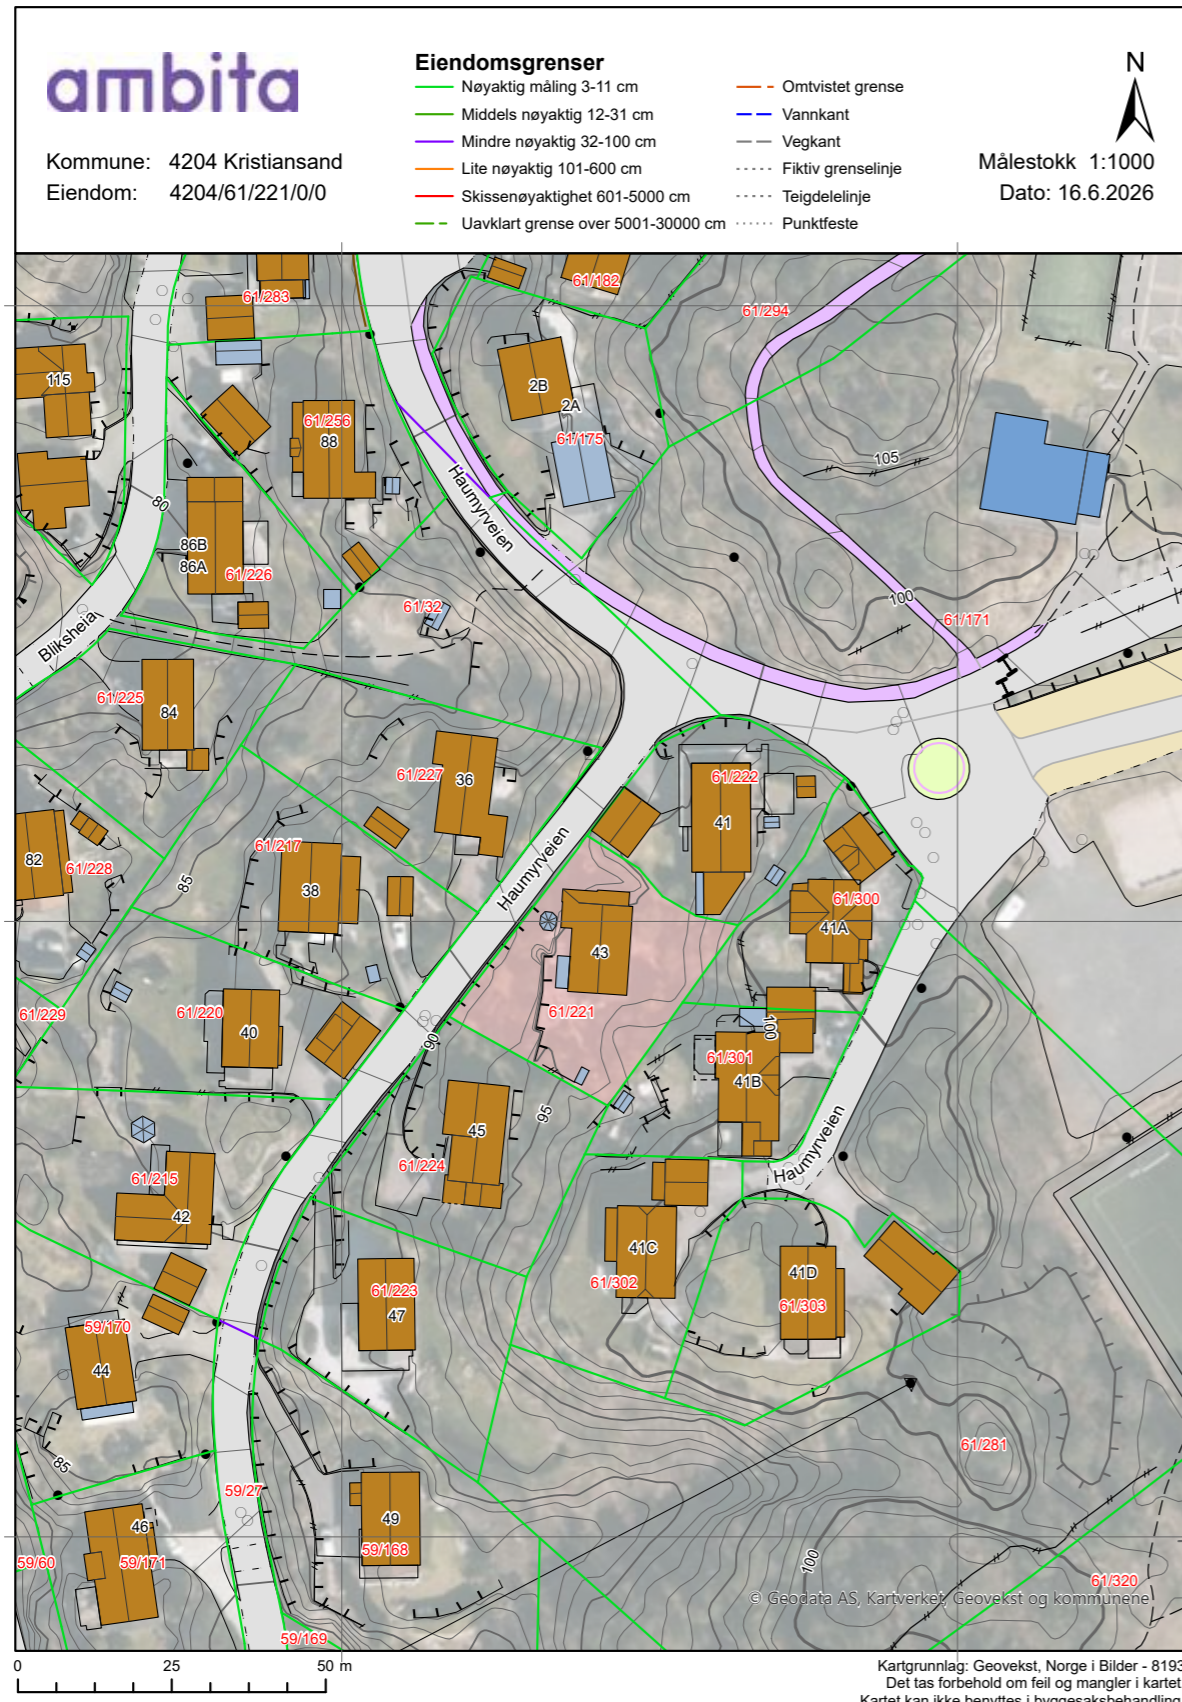 ambita
Kommune: 4204 Kristiansand
Eiendom: 4204/61/221/0/0
Eiendomsgrenser
Nøyaktig måling 3-11 cm
Middels nøyaktig 12-31 cm
Mindre nøyaktig 32-100 cm
Lite nøyaktig 101-600 cm
Skissenøyaktighet 601-5000 cm
Uavklart grense over 5001-30000 cm
Omtvistet grense
Vannkant
Vegkant
Fiktiv grenselinje
Teigdelelinje
Punktfeste
N
Målestokk 1:1000
Dato: 16.6.2026
61/283
61/182
61/294
115
2B
2A
61/256
88
61/175
105
Haumyrveien
80
86B
86A
61/226
61/32
100
61/171
Bliksheia
61/225
84
61/227
36
61/222
41
82
61/228
61/217
85
38
Haumyrveien
61/300
41A
43
61/229
61/220
40
90
61/221
100
61/301
41B
95
45
61/224
Haumyrveien
61/215
42
41C
61/302
41D
61/303
61/223
47
59/170
44
85
61/281
59/27
46
49
59/60
59/171
59/168
100
61/320
© Geodata AS, Kartverket, Geovekst og kommunene
59/169
0 25 50 m
Kartgrunnlag: Geovekst, Norge i Bilder - 8193
Det tas forbehold om feil og mangler i kartet
Kartet kan ikke benyttes i byggesaksbehandling